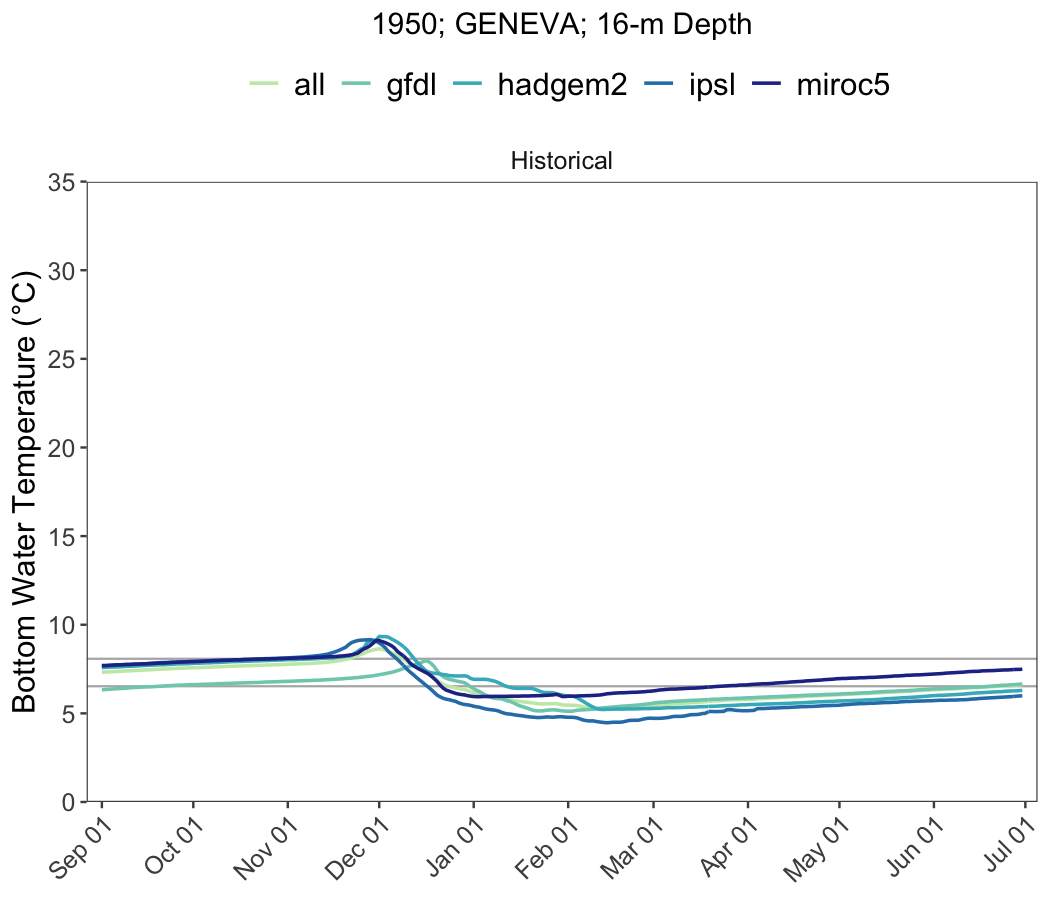 1950; GENEVA; 16-m Depth
all gfdl hadgem2 ipsl miroc5
Historical
Bottom Water Temperature (°C)
35
30
25
20
15
10
5
0
Sep 01 Oct 01 Nov 01 Dec 01 Jan 01 Feb 01 Mar 01 Apr 01 May 01 Jun 01 Jul 01